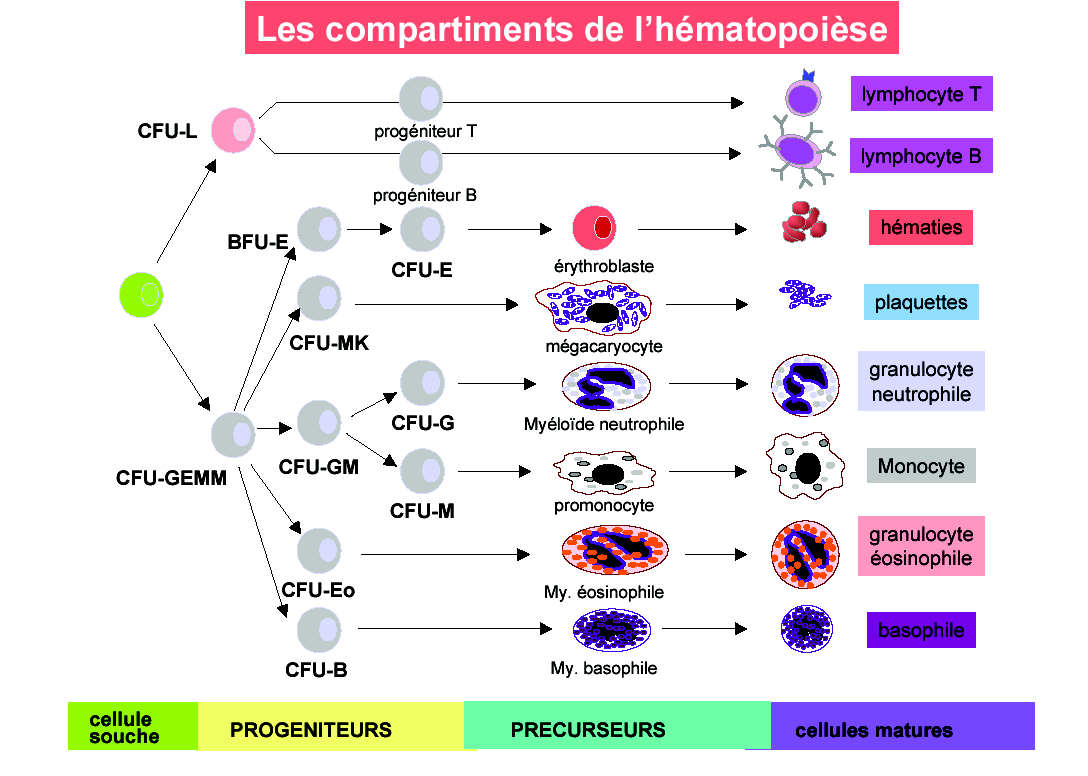 Les compartiments de l'hématopoièse
CFU-L
progéniteur T
lymphocyte T
progéniteur B
lymphocyte B
BFU-E
CFU-E
érythroblaste
hématies
CFU-MK
mégacaryocyte
plaquettes
CFU-GEMM
CFU-GM
CFU-G
Myéloïde neutrophile
granulocyte
neutrophile
CFU-M
promonocyte
Monocyte
CFU-Eo
My. éosinophile
granulocyte
éosinophile
CFU-B
My. basophile
basophile
cellule
souche
PROGENITEURS
PRECURSEURS
cellules matures